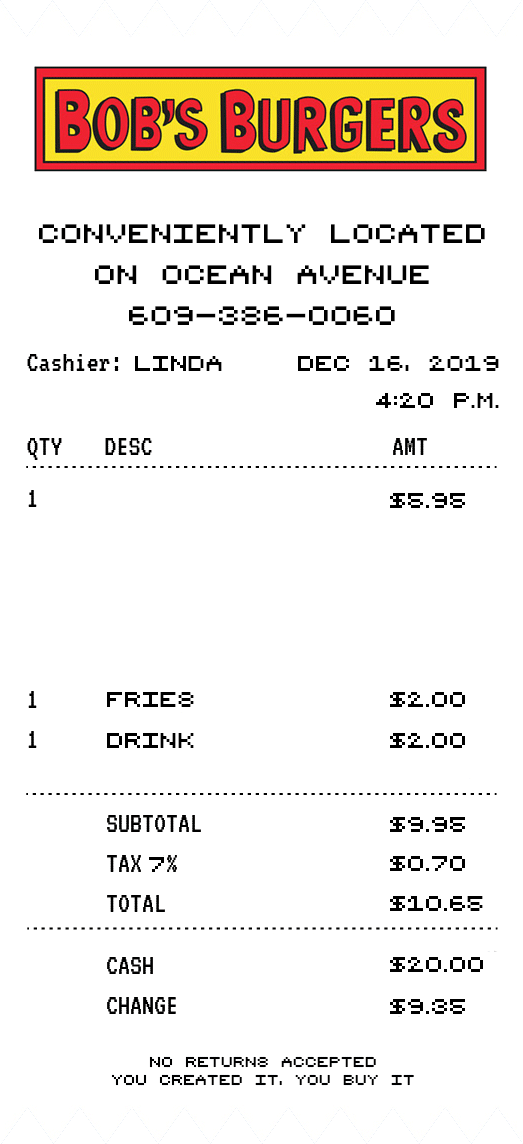 BOB'S BURGERS
CONVENIENTLY LOCATED
ON OCEAN AVENUE
609-386-0060
Cashier: LINDA DEC 16, 2019
4:20 P.M.
QTY DESC AMT
1 $5.95
1 FRIES $2.00
1 DRINK $2.00
SUBTOTAL $9.95
TAX 7% $0.70
TOTAL $10.65
CASH $20.00
CHANGE $9.35
NO RETURNS ACCEPTED
YOU CREATED IT, YOU BUY IT